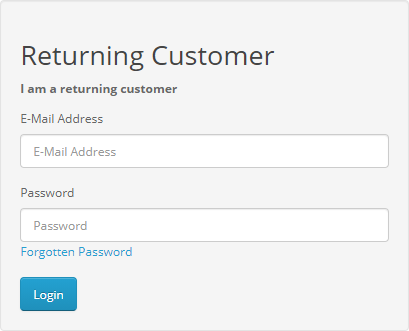 Returning Customer
I am a returning customer
E-Mail Address
E-Mail Address
Password
Password
Forgotten Password
Login